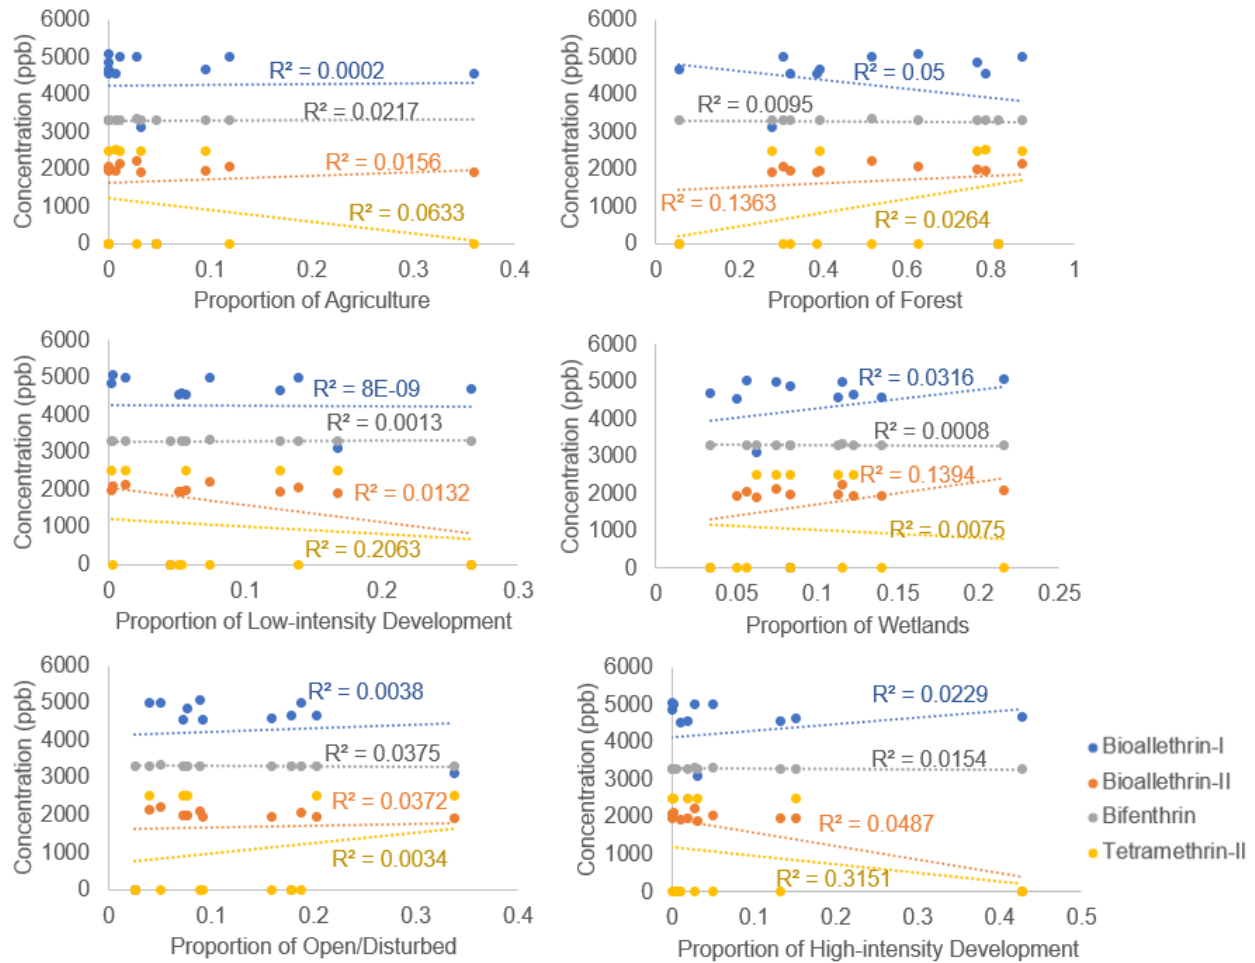 6000
5000
4000
3000
2000
1000
0
Concentration (ppb)
R² = 0.0002
R² = 0.0217
R² = 0.0156
R² = 0.0633
0 0.1 0.2 0.3 0.4
Proportion of Agriculture
6000
5000
4000
3000
2000
1000
0
Concentration (ppb)
R² = 0.05
R² = 0.0095
R² = 0.1363
R² = 0.0264
0 0.2 0.4 0.6 0.8 1
Proportion of Forest
6000
5000
4000
3000
2000
1000
0
Concentration (ppb)
R² = 8E-09
R² = 0.0013
R² = 0.0132
R² = 0.2063
0 0.1 0.2 0.3
Proportion of Low-intensity Development
6000
5000
4000
3000
2000
1000
0
Concentration (ppb)
R² = 0.0316
R² = 0.0008
R² = 0.1394
R² = 0.0075
0 0.05 0.1 0.15 0.2 0.25
Proportion of Wetlands
6000
5000
4000
3000
2000
1000
0
Concentration (ppb)
R² = 0.0038
R² = 0.0375
R² = 0.0372
R² = 0.0034
0 0.1 0.2 0.3 0.4
Proportion of Open/Disturbed
6000
5000
4000
3000
2000
1000
0
Concentration (ppb)
R² = 0.0229
R² = 0.0154
R² = 0.0487
R² = 0.3151
0 0.1 0.2 0.3 0.4 0.5
Proportion of High-intensity Development
Bioallethrin-I
Bioallethrin-II
Bifenthrin
Tetramethrin-II